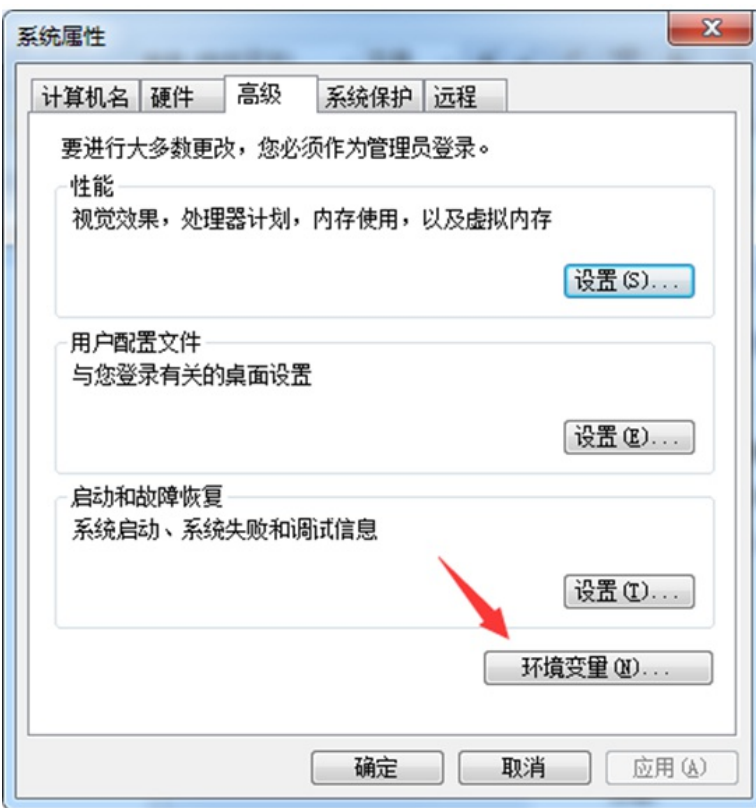 系统属性
计算机名 硬件 高级 系统保护 远程
要进行大多数更改，您必须作为管理员登录。
性能
视觉效果，处理器计划，内存使用，以及虚拟内存
设置(S)...
用户配置文件
与您登录有关的桌面设置
设置(E)...
启动和故障恢复
系统启动、系统失败和调试信息
设置(T)...
环境变量(N)...
确定 取消 应用(A)